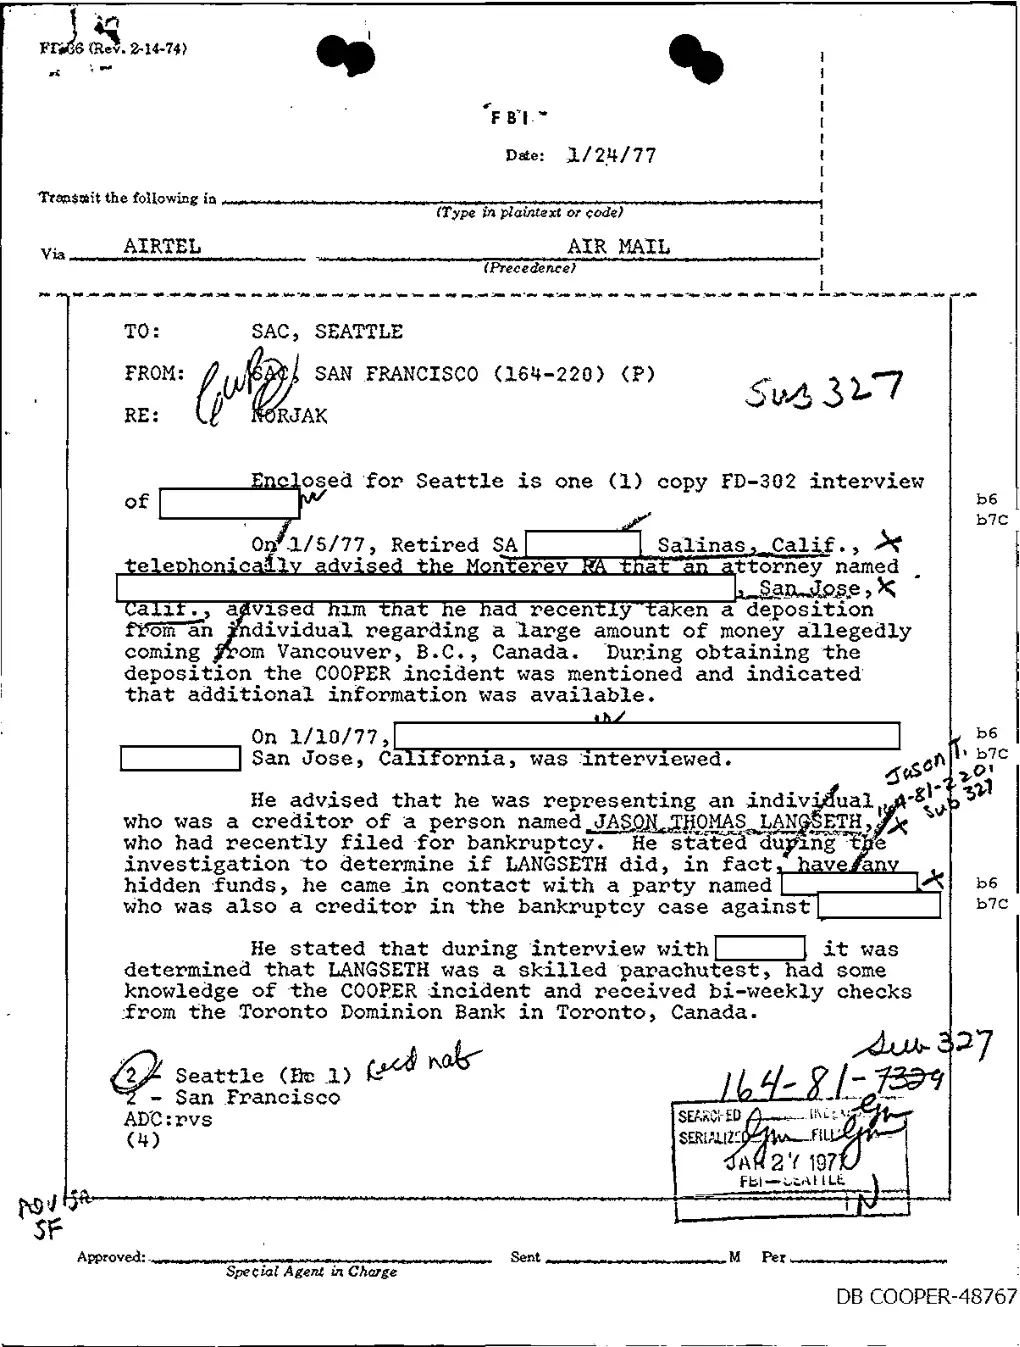 FD-36 (Rev. 2-14-74)
FBI
Date: 1/24/77
Transmit the following in
(Type in plaintext or code)
Via AIRTEL AIR MAIL
(Precedence)
TO: SAC, SEATTLE
FROM: SAC, SAN FRANCISCO (164-220) (P)
Sub 327
RE: NORJAK
Enclosed for Seattle is one (1) copy FD-302 interview
of
b6
b7C
On 1/5/77, Retired SA Salinas, Calif.,
telephonically advised the Monterey RA that an attorney named
, San Jose,
Calif., advised him that he had recently taken a deposition
from an individual regarding a large amount of money allegedly
coming from Vancouver, B.C., Canada. During obtaining the
deposition the COOPER incident was mentioned and indicated
that additional information was available.
On 1/10/77,
b6
b7C
San Jose, California, was interviewed.
Jason T.
164-81-220
Sub 327
He advised that he was representing an individual
who was a creditor of a person named JASON THOMAS LANGSETH,
who had recently filed for bankruptcy. He stated during the
investigation to determine if LANGSETH did, in fact, have any
hidden funds, he came in contact with a party named
b6
who was also a creditor in the bankruptcy case against
b7C
He stated that during interview with it was
determined that LANGSETH was a skilled parachutest, had some
knowledge of the COOPER incident and received bi-weekly checks
from the Toronto Dominion Bank in Toronto, Canada.
Sub 327
2 - Seattle (Enc 1)
164-81-7329
2 - San Francisco
ADC:rvs
(4)
SEARCHED INDEXED
SERIALIZED FILED
JAN 27 1977
FBI—SEATTLE
SF
Approved: Sent M Per
Special Agent in Charge
DB COOPER-48767